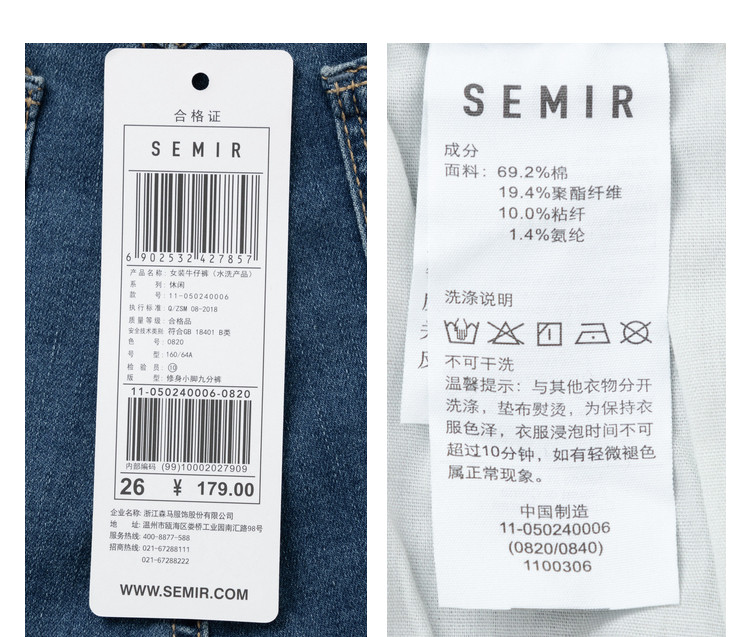 合格证
SEMIR
6 902532 427857
产品名称: 女装牛仔裤 (水洗产品)
系 列: 休闲
款 号: 11-050240006
执行标准: Q/ZSM 08-2018
质量等级: 合格品
安全技术类别: 符合GB 18401 B类
色 号: 0820
号 型: 160/64A
检 验 员: ⑩
版 型: 修身小脚九分裤
11-050240006-0820
内部编码 (99)10002027909
26 ¥ 179.00
企业名称: 浙江森马服饰股份有限公司
地 址: 温州市瓯海区娄桥工业园南汇路98号
服务热线: 400-8877-588
招商热线: 021-67288111
021-67288222
WWW.SEMIR.COM
SEMIR
成分
面料: 69.2%棉
19.4%聚酯纤维
10.0%粘纤
1.4%氨纶
洗涤说明
不可干洗
温馨提示: 与其他衣物分开
洗涤, 垫布熨烫, 为保持衣
服色泽, 衣服浸泡时间不可
超过10分钟, 如有轻微褪色
属正常现象。
中国制造
11-050240006
(0820/0840)
1100306